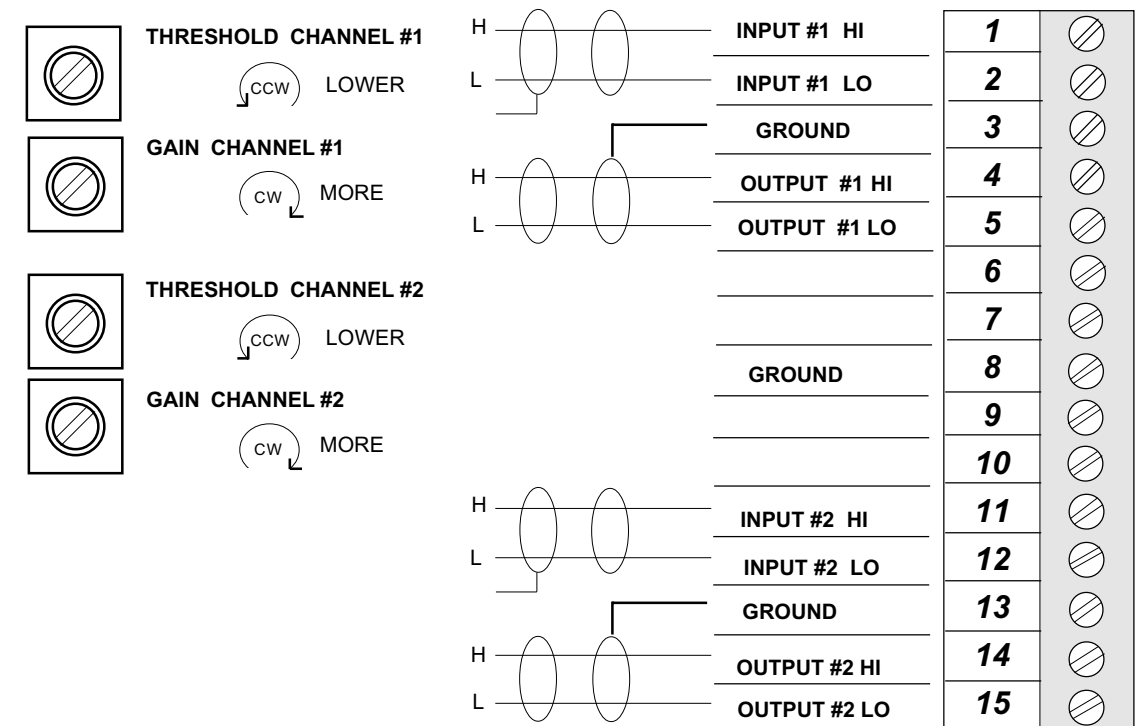 THRESHOLD CHANNEL #1
CCW LOWER
GAIN CHANNEL #1
CW MORE
THRESHOLD CHANNEL #2
CCW LOWER
GAIN CHANNEL #2
CW MORE
H INPUT #1 HI 1
L INPUT #1 LO 2
GROUND 3
H OUTPUT #1 HI 4
L OUTPUT #1 LO 5
6
7
GROUND 8
9
10
H INPUT #2 HI 11
L INPUT #2 LO 12
GROUND 13
H OUTPUT #2 HI 14
L OUTPUT #2 LO 15